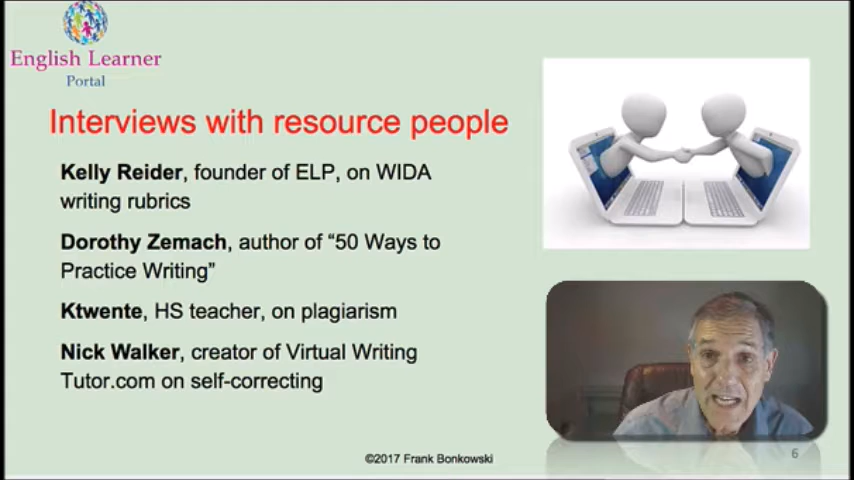 English Learner
Portal
Interviews with resource people
Kelly Reider, founder of ELP, on WIDA
writing rubrics
Dorothy Zemach, author of “50 Ways to
Practice Writing”
Ktwente, HS teacher, on plagiarism
Nick Walker, creator of Virtual Writing
Tutor.com on self-correcting
©2017 Frank Bonkowski
6